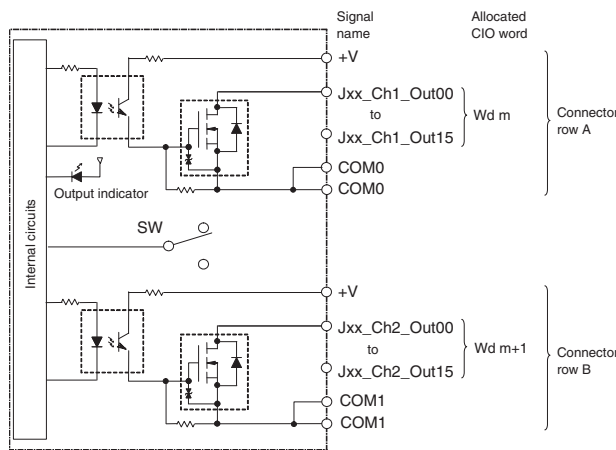 Signal
name
Allocated
CIO word
+V
Jxx_Ch1_Out00
to
Wd m
Jxx_Ch1_Out15
Connector
row A
COM0
COM0
Output indicator
SW
Internal circuits
+V
Jxx_Ch2_Out00
to
Wd m+1
Jxx_Ch2_Out15
Connector
row B
COM1
COM1